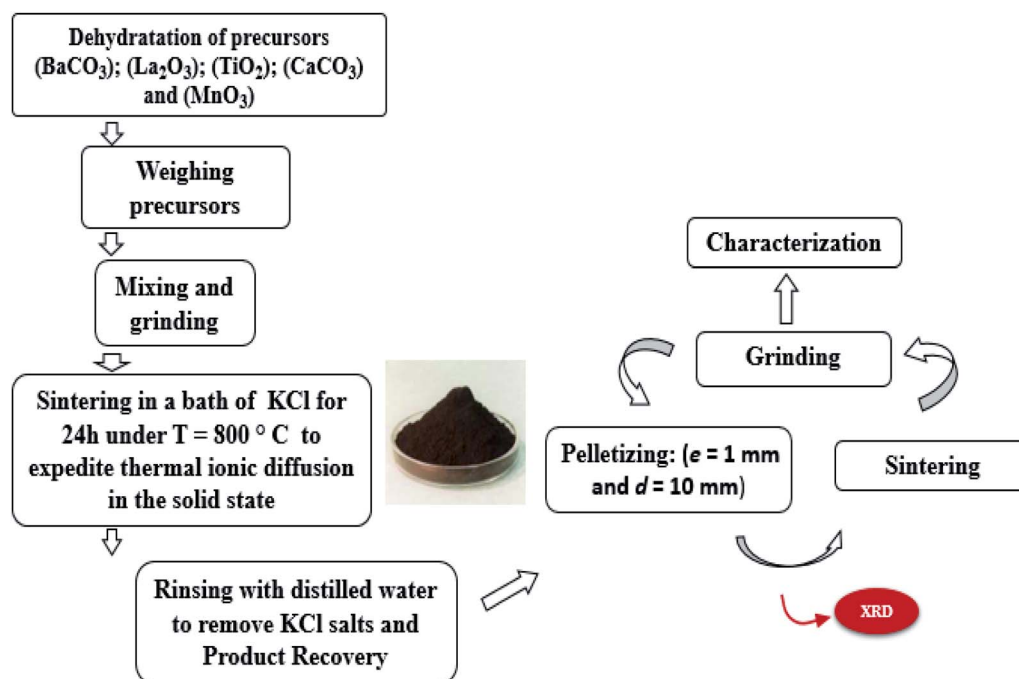 Dehydratation of precursors
(BaCO₃); (La₂O₃); (TiO₂); (CaCO₃)
and (MnO₃)
Weighing
precursors
Mixing and
grinding
Sintering in a bath of KCl for
24h under T = 800 ° C to
expedite thermal ionic diffusion
in the solid state
Rinsing with distilled water
to remove KCl salts and
Product Recovery
Pelletizing: (e = 1 mm
and d = 10 mm)
XRD
Sintering
Grinding
Characterization